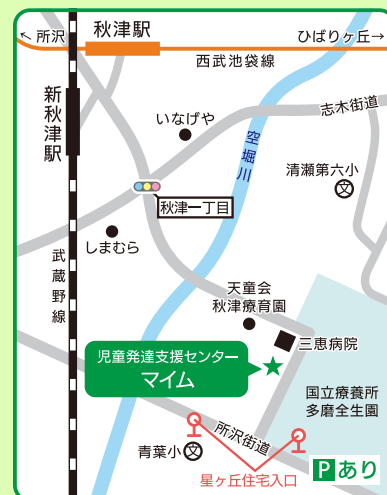 ← 所沢
秋津駅
ひばりヶ丘→
西武池袋線
新秋津駅
いなげや
志木街道
空堀川
清瀬第六小
文
秋津一丁目
しまむら
武蔵野線
天童会
秋津療育園
三恵病院
児童発達支援センター
マイム
国立療養所
多磨全生園
所沢街道
青葉小
文
星ヶ丘住宅入口
P あり